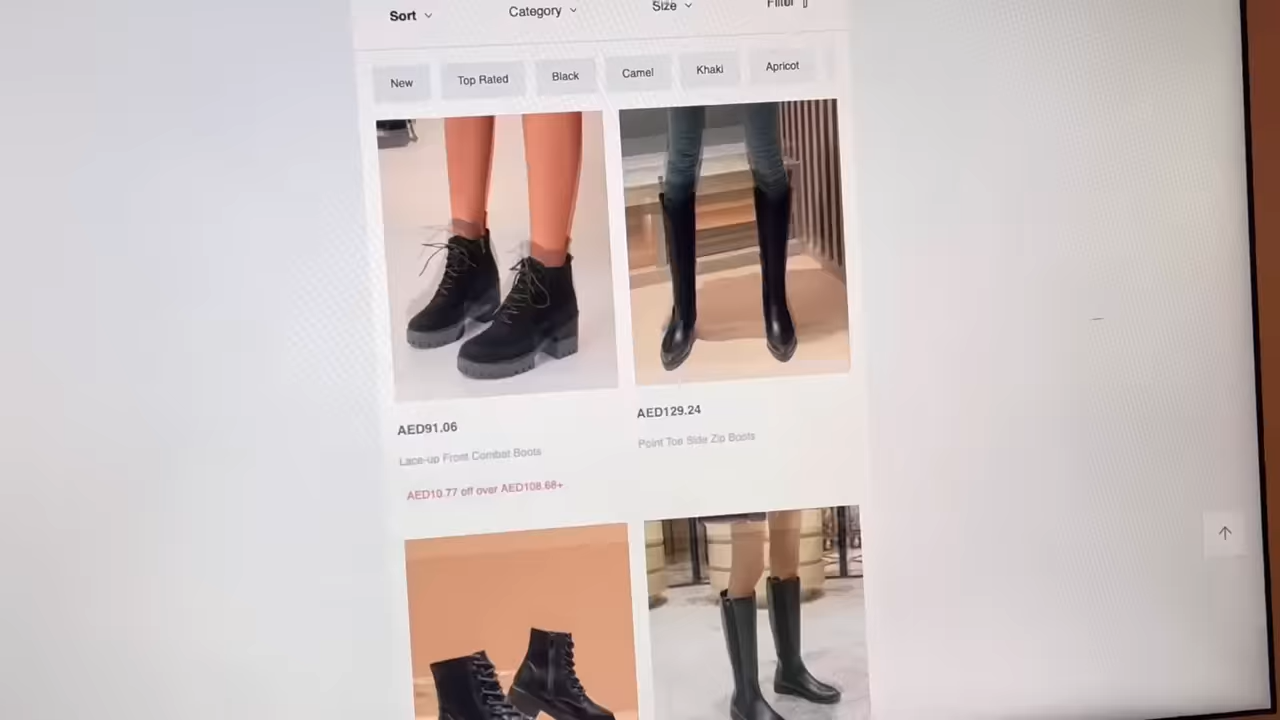 Sort
Category
Size
Filter
New
Top Rated
Black
Camel
Khaki
Apricot
AED91.06
Lace-up Front Combat Boots
AED10.77 off over AED108.68+
AED129.24
Point Toe Side Zip Boots